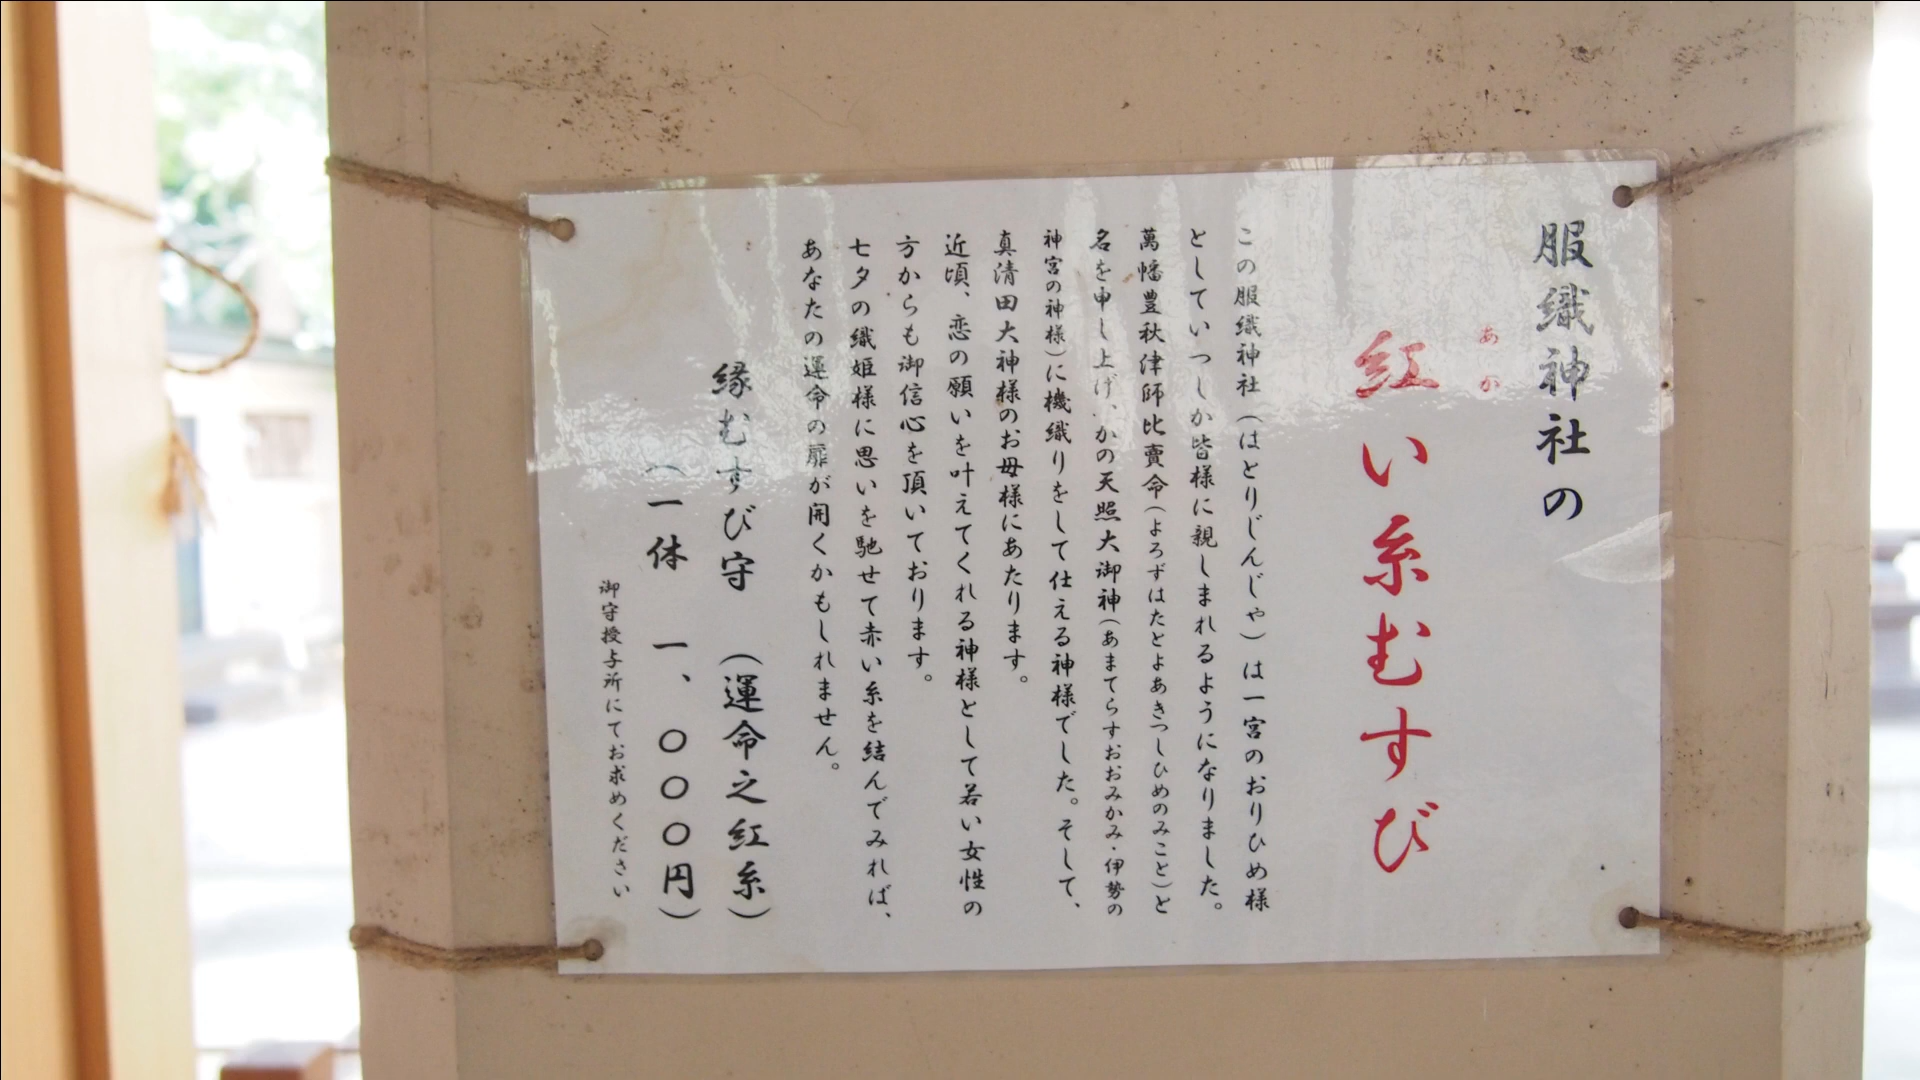 服織神社の
あか
紅い糸むすび
この服織神社（はとりじんじゃ）は一宮のおりひめ様
としていつしか皆様に親しまれるようになりました。
萬幡豊秋津師比賣命（よろずはたとよあきつしひめのみこと）と
名を申し上げ、かの天照大御神（あまてらすおおみかみ・伊勢の
神宮の神様）に機織りをして仕える神様でした。そして、
真清田大神様のお母様にあたります。
近頃、恋の願いを叶えてくれる神様として若い女性の
方からも御信心を頂いております。
七夕の織姫様に思いを馳せて赤い糸を結んでみれば、
あなたの運命の扉が開くかもしれません。
縁むすび守　（運命之紅糸）
（一体　一、〇〇〇円）
御守授与所にてお求めください